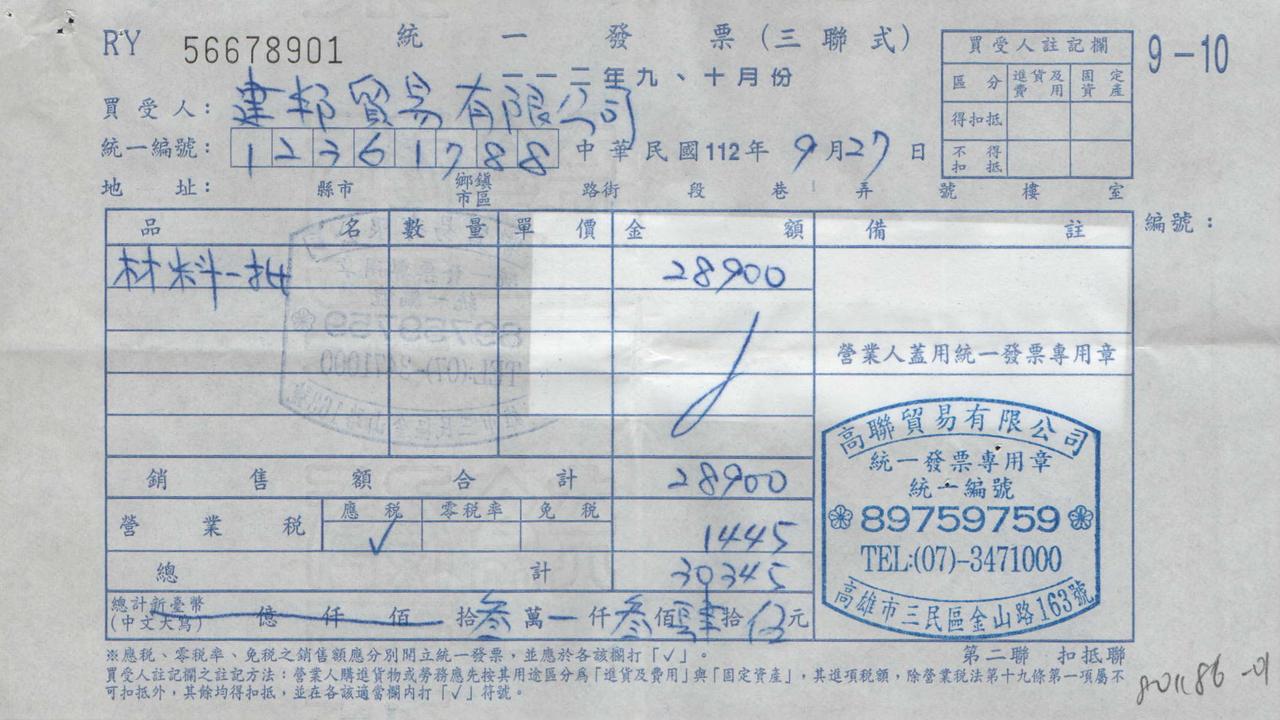 RY 56678901 統一發票(三聯式) 9-10
一一二年九、十月份
買受人註記欄
區分 進貨及費用 固定資產
得扣抵
不得扣抵
買受人: 建邦貿易有限公司
統一編號: 12361788 中華民國112年9月27日
地址: 縣市 鄉鎮市區 路街 段 巷 弄 號 樓 室
品名 數量 單價 金額 備註 編號:
材料一批 28900
營業人蓋用統一發票專用章
高聯貿易有限公司
統一發票專用章
統一編號
89759759
TEL:(07)-3471000
高雄市三民區金山路163號
銷售額合計 28900
營業稅 應稅 零稅率 免稅
✓ 1445
總計 30345
總計新臺幣(中文大寫) 億 仟 佰 拾 叁 萬 一 仟 叁 佰 肆 拾 伍 元
※應稅、零稅率、免稅之銷售額應分別開立統一發票,並應於各該欄打「✓」。 第二聯 扣抵聯
買受人註記欄之註記方法:營業人購進貨物或勞務應先按其用途區分為「進貨及費用」與「固定資產」,其進項稅額,除營業稅法第十九條第一項屬不
可扣抵外,其餘均得扣抵,並在各該適當欄內打「✓」符號。